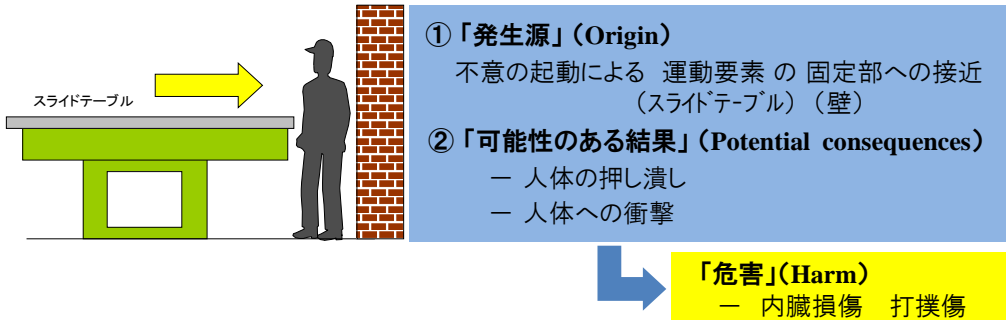 スライドテーブル
①「発生源」（Origin）
不意の起動による 運動要素 の 固定部への接近
（スライドテーブル）（壁）
②「可能性のある結果」（Potential consequences）
－ 人体の押し潰し
－ 人体への衝撃
「危害」（Harm）
－ 内臓損傷 打撲傷